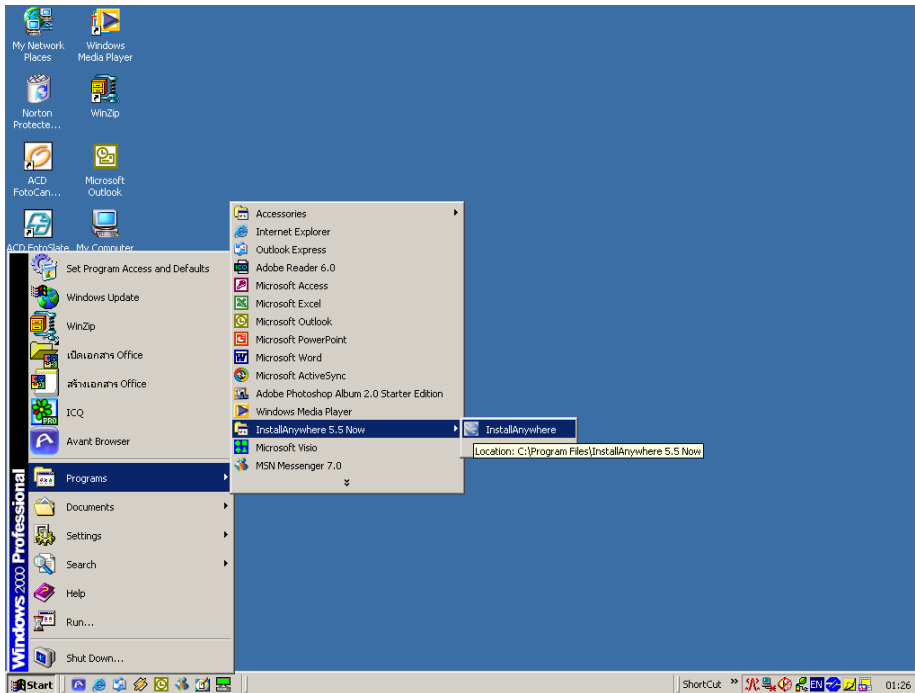 My Network
Places
Windows
Media Player
Norton
Protecte...
WinZip
ACD
FotoCan...
Microsoft
Outlook
ACD FotoSlate
My Computer
Windows 2000 Professional
Set Program Access and Defaults
Windows Update
WinZip
เปิดเอกสาร Office
สร้างเอกสาร Office
ICQ
Avant Browser
Programs
Documents
Settings
Search
Help
Run...
Shut Down...
Accessories
Internet Explorer
Outlook Express
Adobe Reader 6.0
Microsoft Access
Microsoft Excel
Microsoft Outlook
Microsoft PowerPoint
Microsoft Word
Microsoft ActiveSync
Adobe Photoshop Album 2.0 Starter Edition
Windows Media Player
InstallAnywhere 5.5 Now
Microsoft Visio
MSN Messenger 7.0
InstallAnywhere
Location: C:\Program Files\InstallAnywhere 5.5 Now
Start
ShortCut
EN
01:26